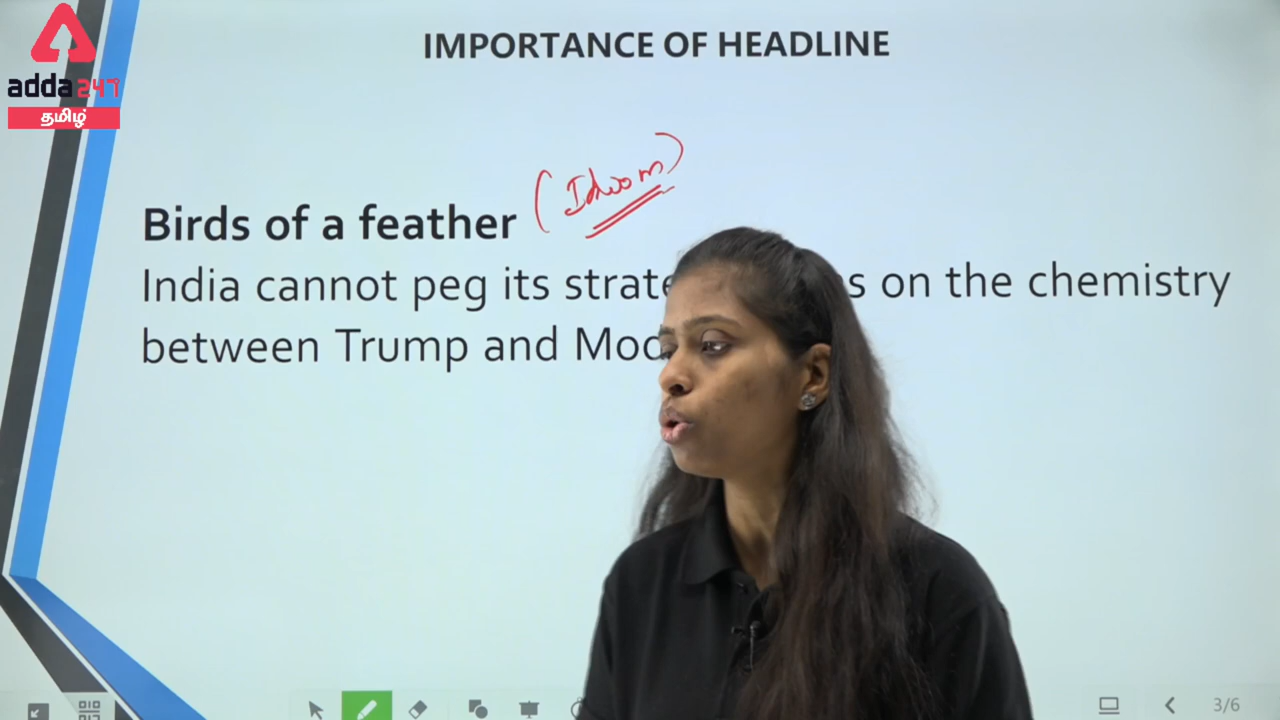 adda 247
தமிழ்
IMPORTANCE OF HEADLINE
(Idioom)
Birds of a feather
India cannot peg its strate s on the chemistry
between Trump and Mod
3/6